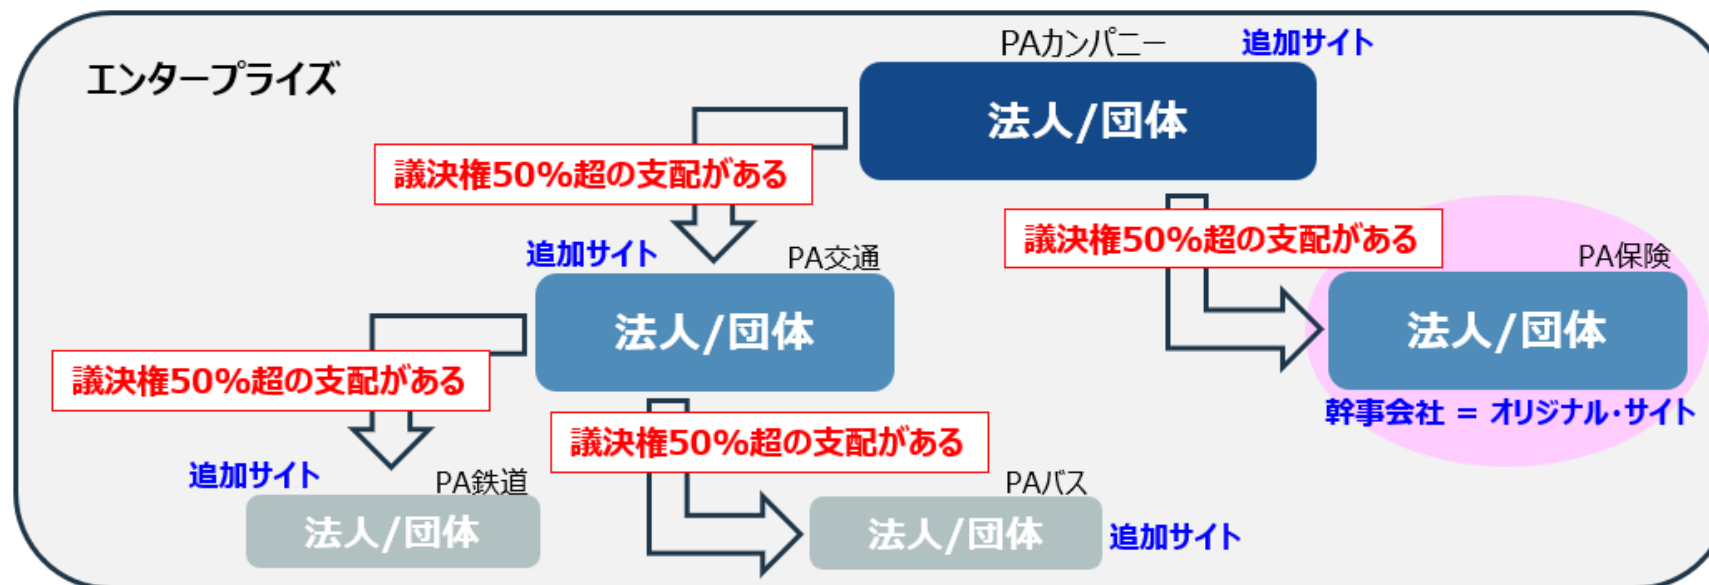 PAカンパニー 追加サイト
エンタープライズ
法人/団体
議決権50%超の支配がある
議決権50%超の支配がある
追加サイト PA交通
PA保険
法人/団体
法人/団体
議決権50%超の支配がある
幹事会社 = オリジナル・サイト
議決権50%超の支配がある
追加サイト PA鉄道
PAバス
法人/団体
法人/団体 追加サイト